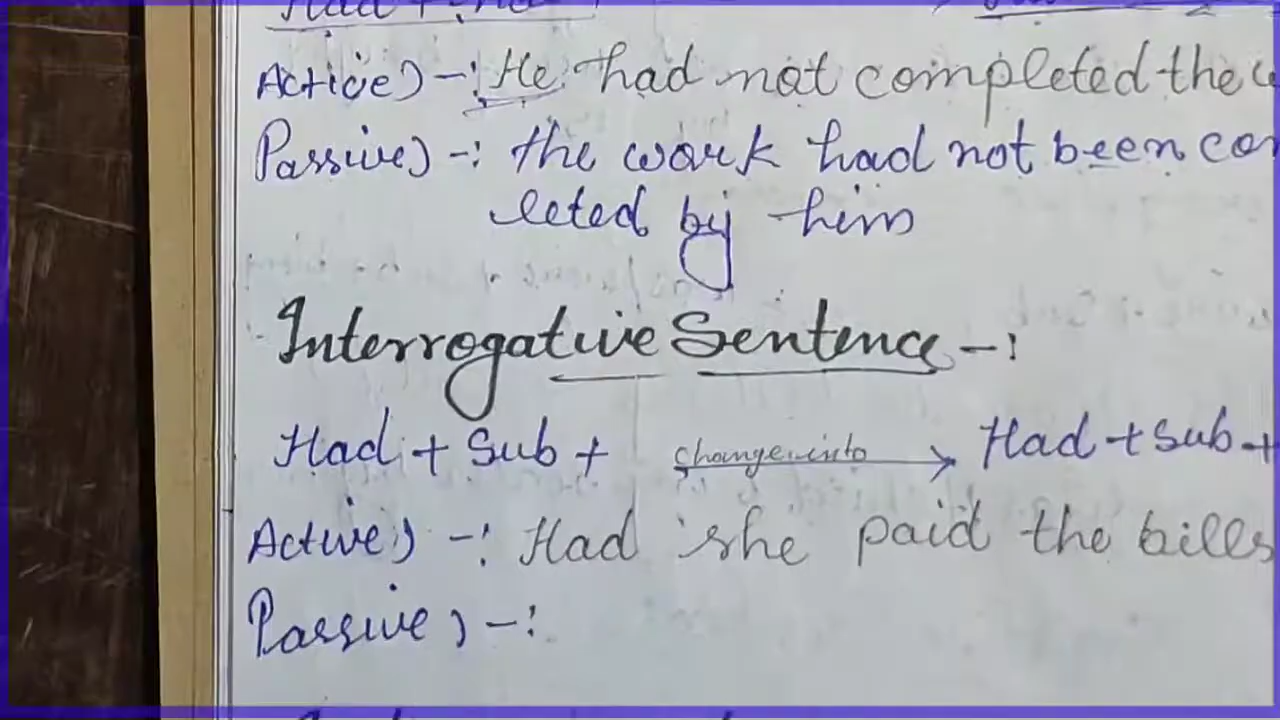 Active) -: He had not completed the
Passive) -: the work had not been com
leted by him
Interrogative Sentence -:
Had + Sub + change into → Had + Sub +
Active) -: Had she paid the bills
Passive) -: